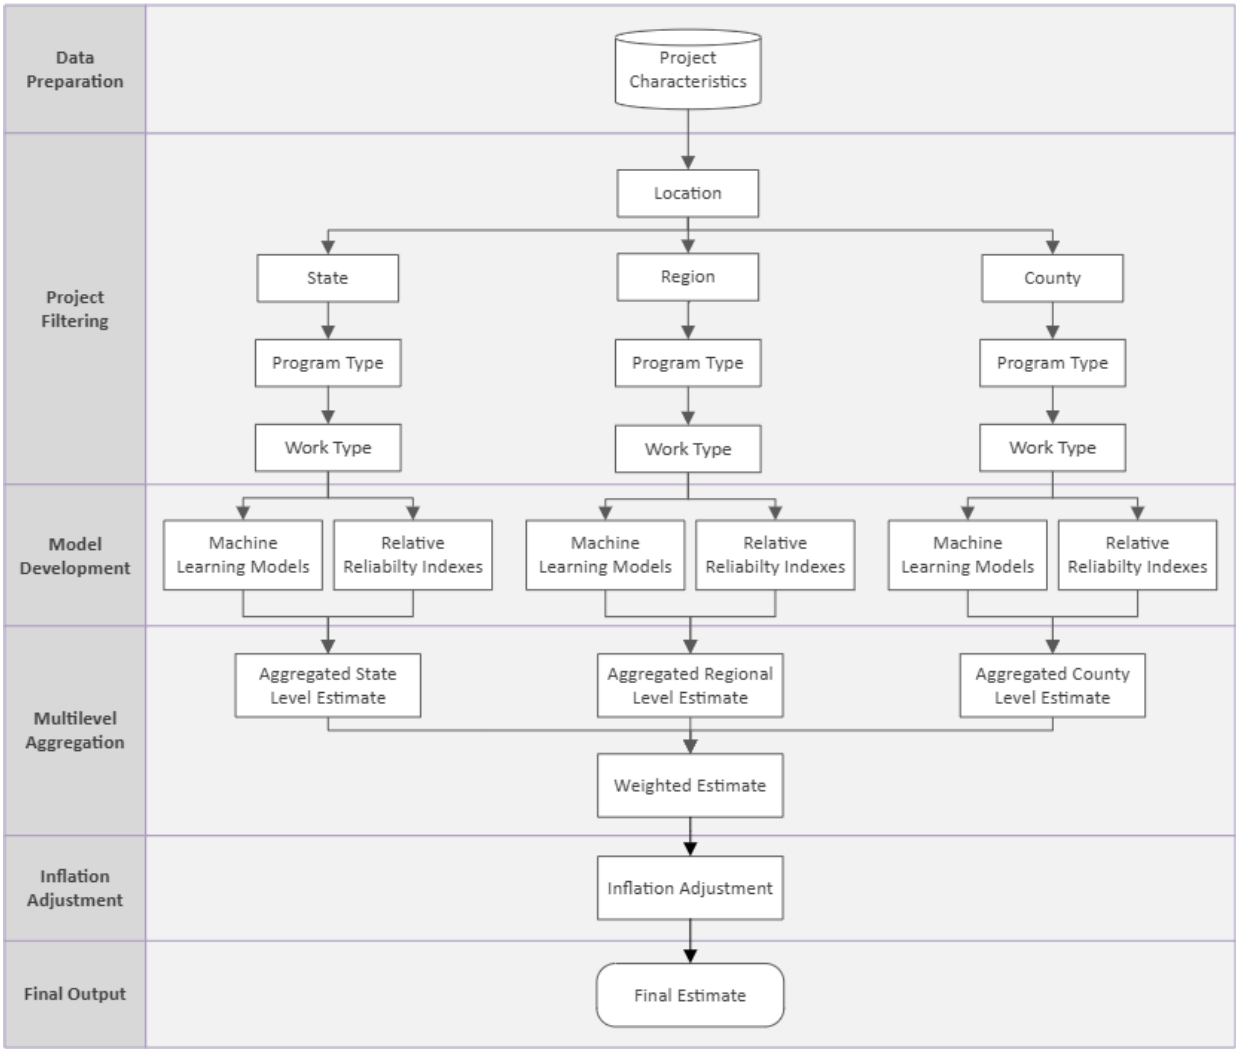 Data
Preparation
Project
Characteristics
Project
Filtering
Location
State
Region
County
Program Type
Program Type
Program Type
Work Type
Work Type
Work Type
Model
Development
Machine
Learning Models
Relative
Reliabilty Indexes
Machine
Learning Models
Relative
Reliabilty Indexes
Machine
Learning Models
Relative
Reliabilty Indexes
Multilevel
Aggregation
Aggregated State
Level Estimate
Aggregated Regional
Level Estimate
Aggregated County
Level Estimate
Weighted Estimate
Inflation
Adjustment
Inflation Adjustment
Final Output
Final Estimate